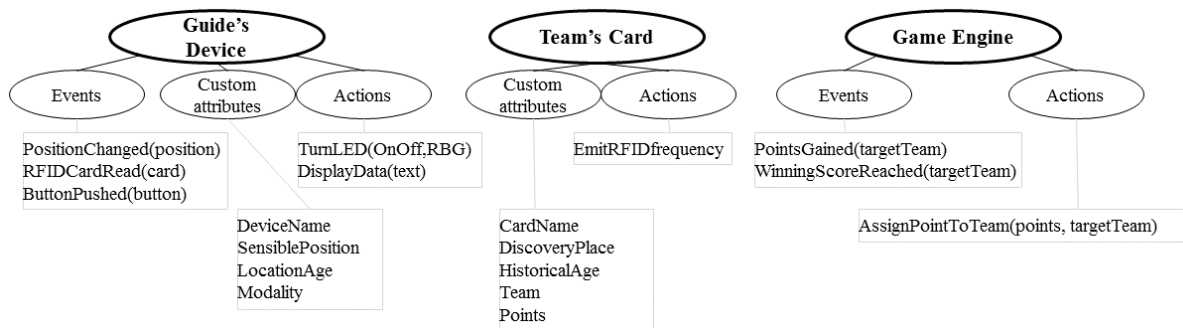 Guide's
Device
Team's Card
Game Engine
Events
Custom
attributes
Actions
Custom
attributes
Actions
Events
Actions
PositionChanged(position)
RFIDCardRead(card)
ButtonPushed(button)
TurnLED(OnOff,RBG)
DisplayData(text)
EmitRFIDfrequency
PointsGained(targetTeam)
WinningScoreReached(targetTeam)
DeviceName
SensiblePosition
LocationAge
Modality
CardName
DiscoveryPlace
HistoricalAge
Team
Points
AssignPointToTeam(points, targetTeam)